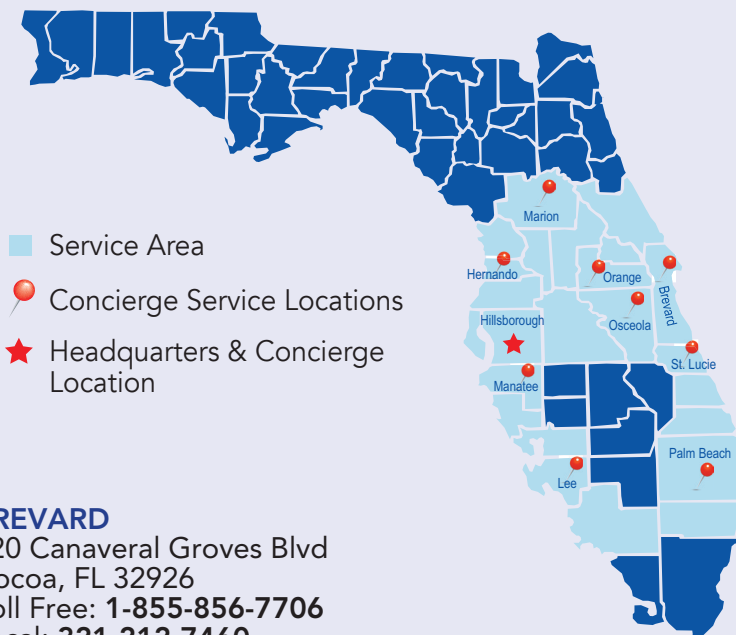 Marion
Hernando
Orange
Brevard
Osceola
Hillsborough
St. Lucie
Manatee
Palm Beach
Lee
Service Area
Concierge Service Locations
Headquarters & Concierge
Location
REVARD
20 Canaveral Groves Blvd
ocoa, FL 32926
oll Free: 1-855-856-7706